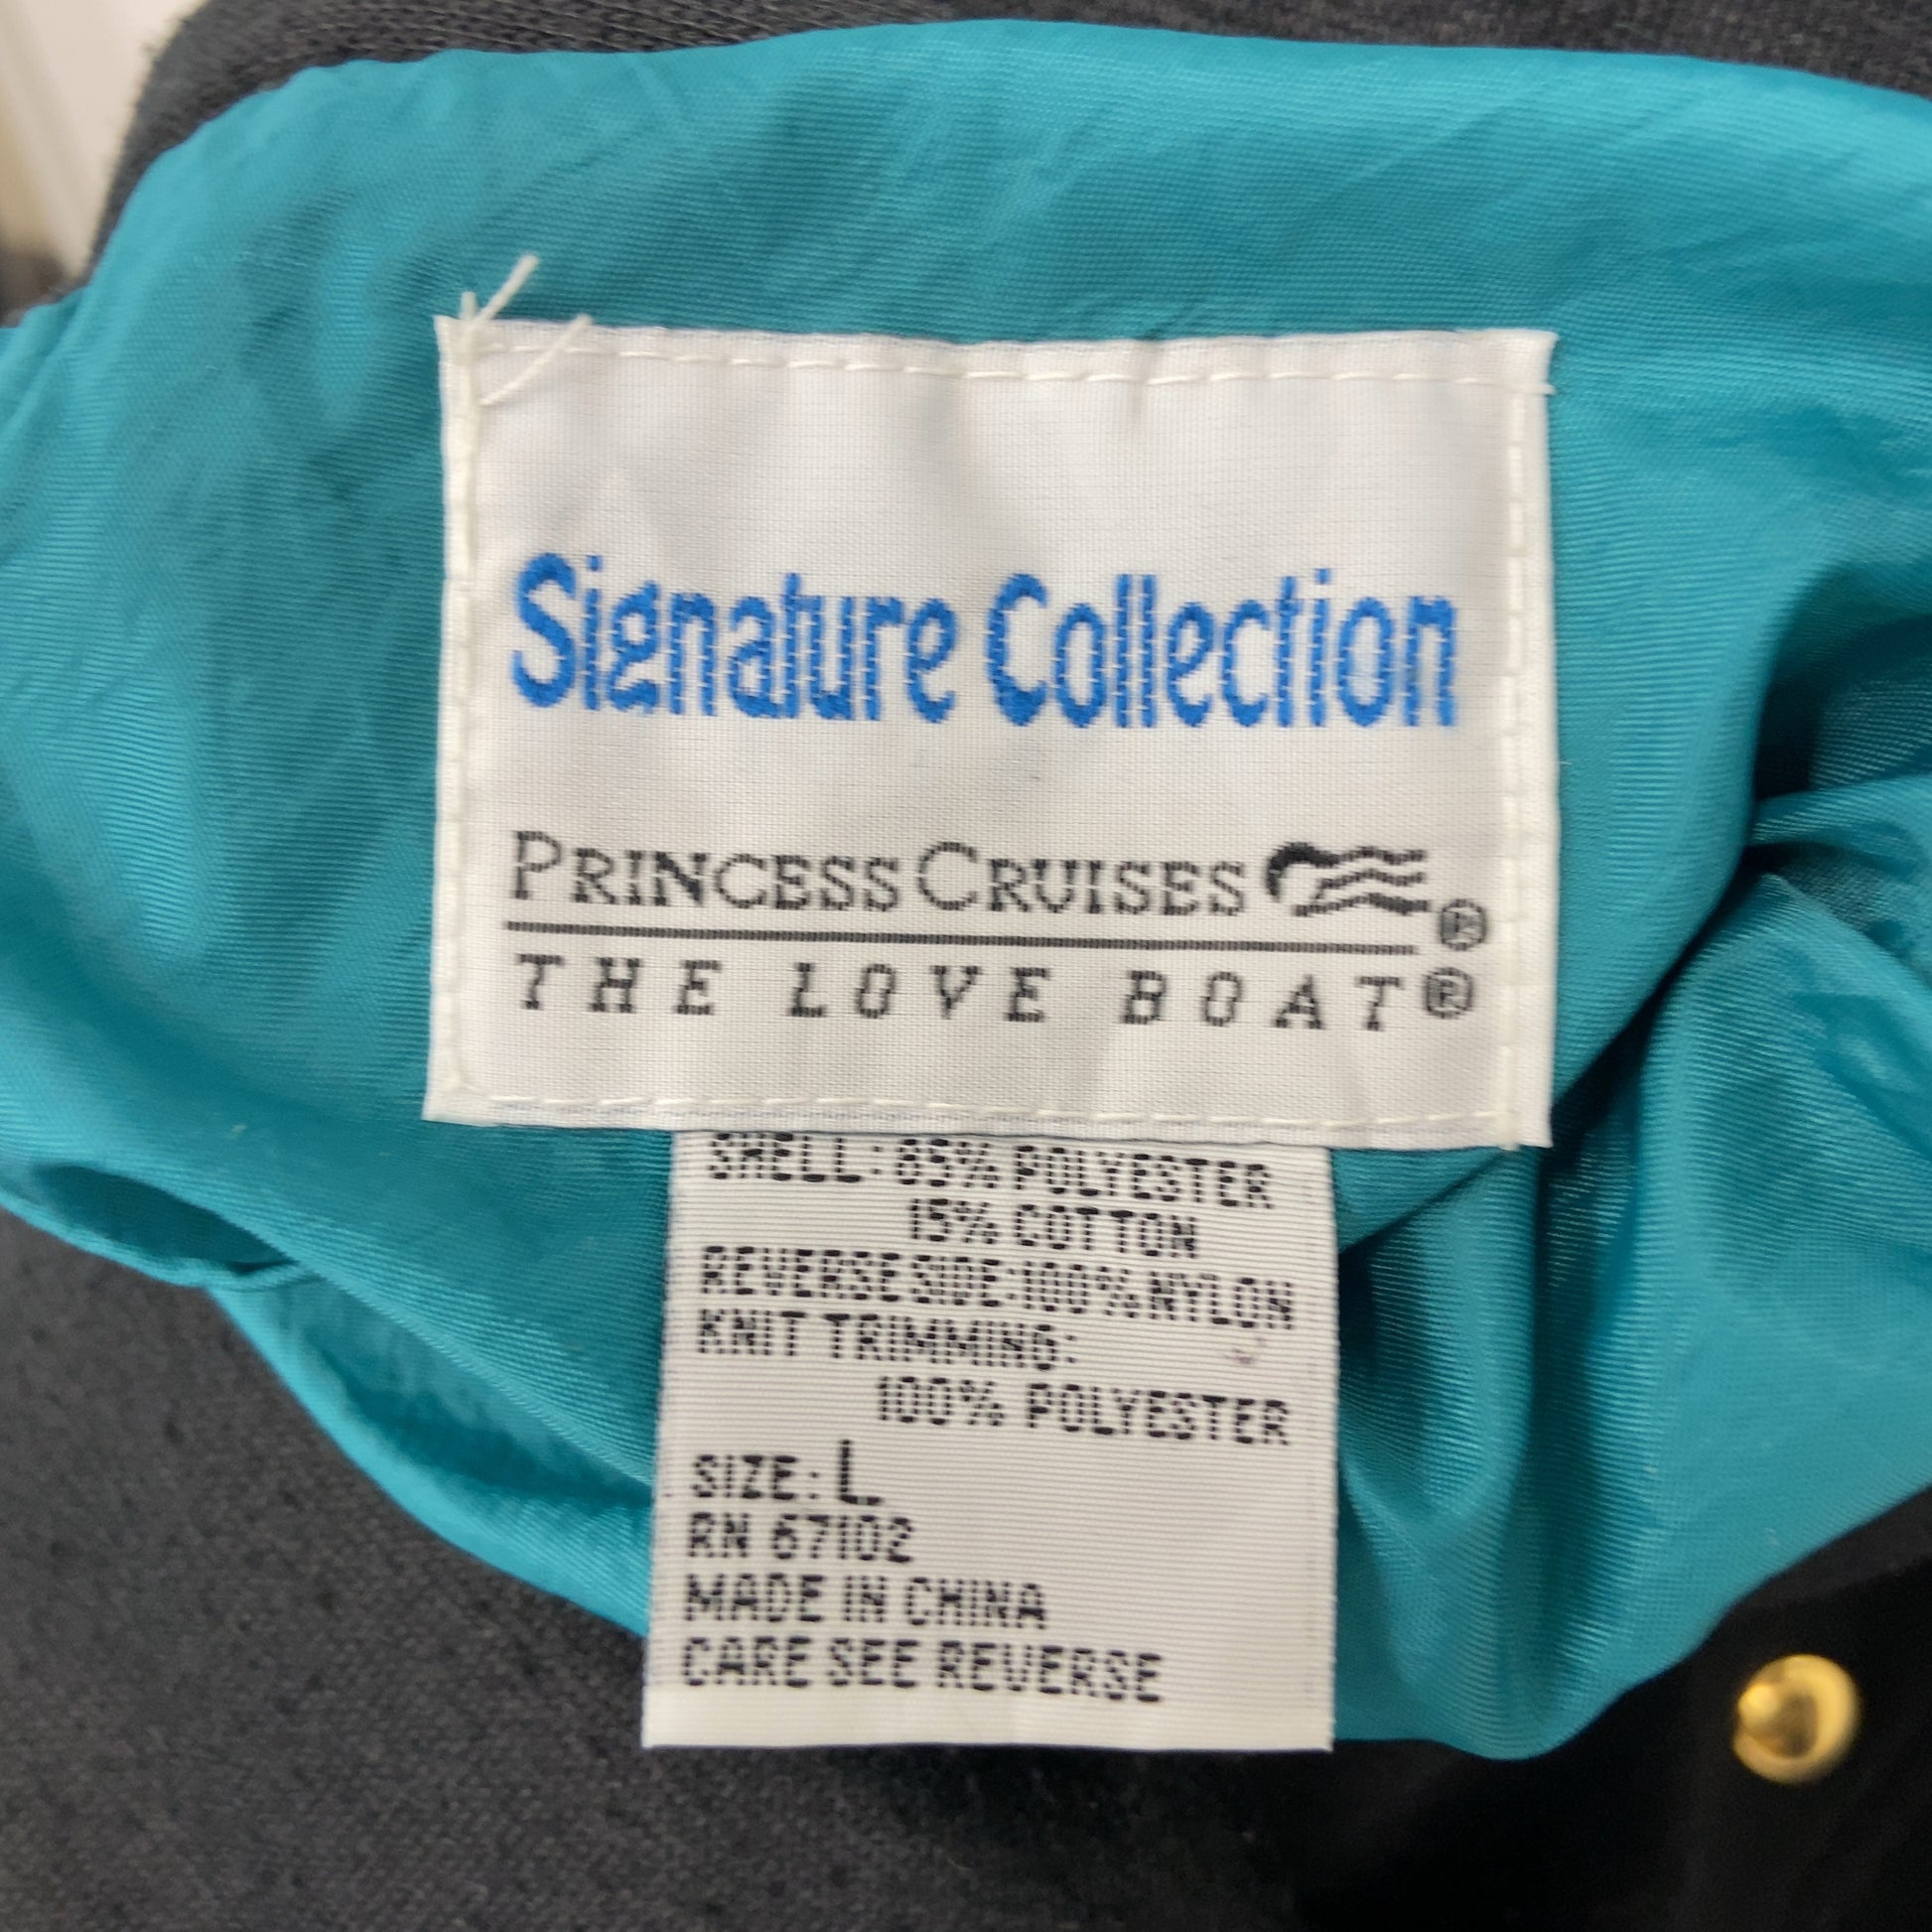 Signature Collection
PRINCESS CRUISES ®
THE LOVE BOAT®
SHELL: 85% POLYESTER
15% COTTON
REVERSE SIDE: 100% NYLON
KNIT TRIMMING:
100% POLYESTER
SIZE: L
RN 67102
MADE IN CHINA
CARE SEE REVERSE